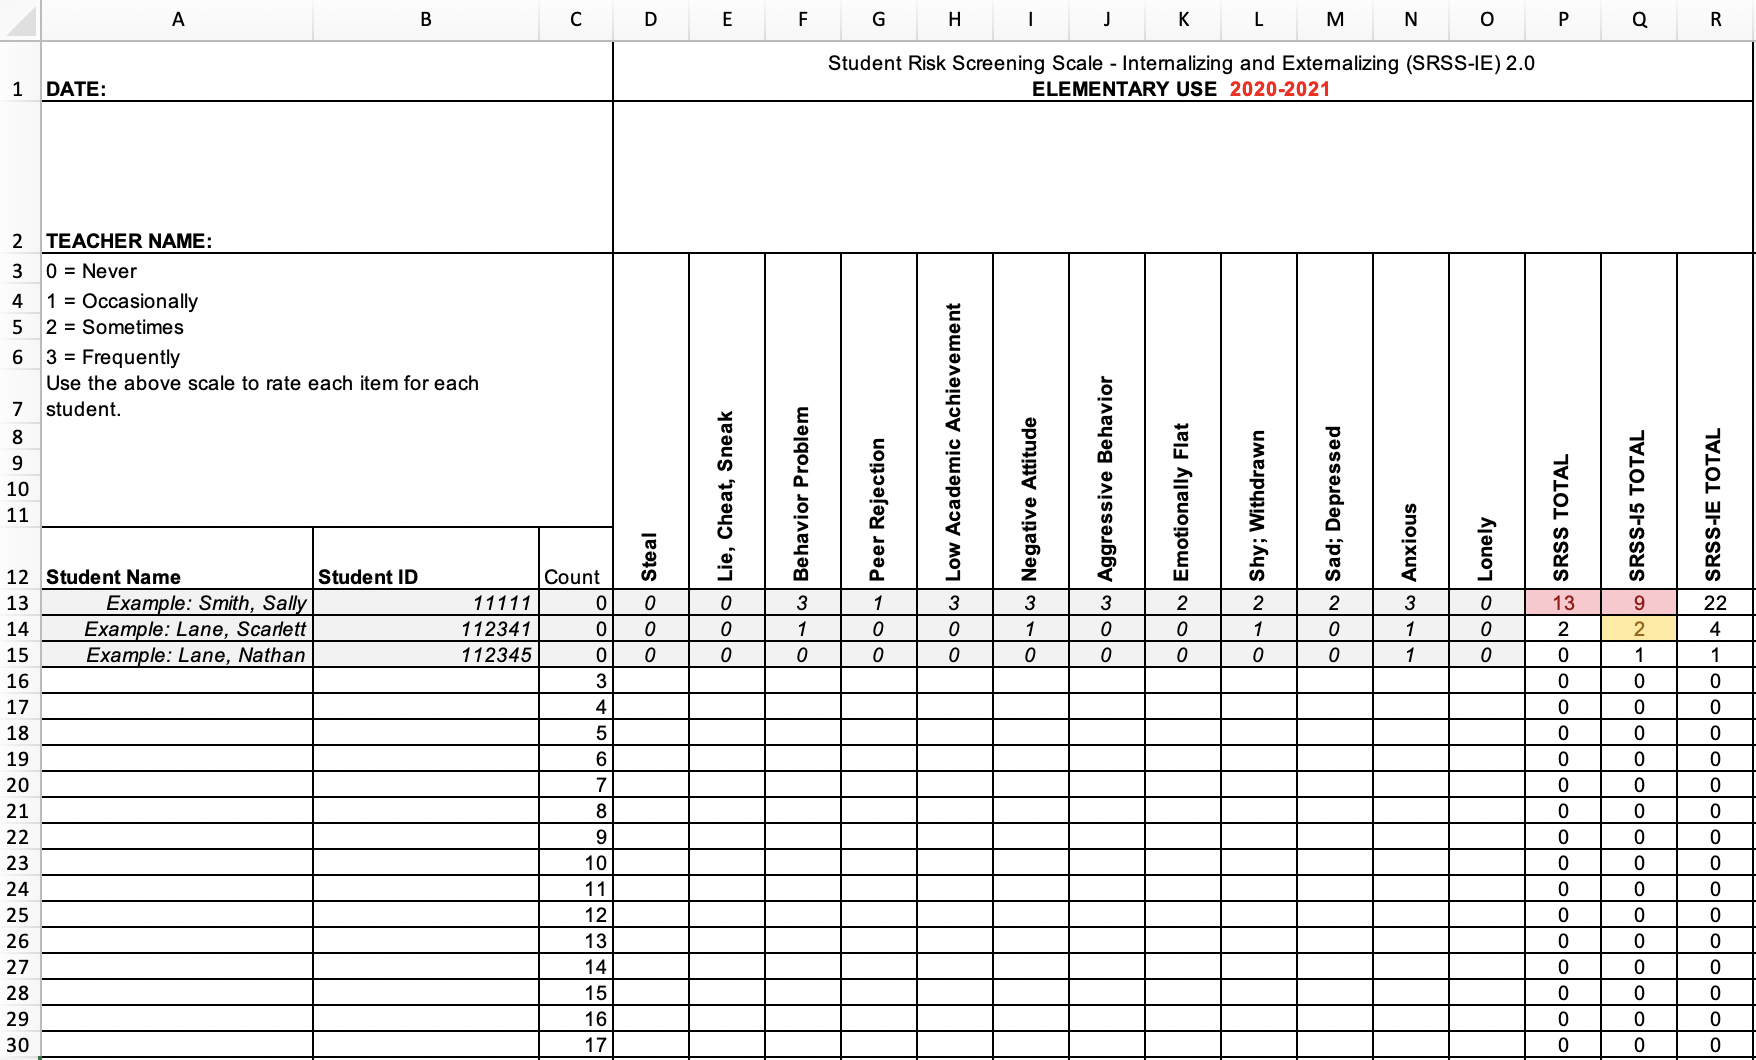 A B C D E F G H I J K L M N O P Q R
Student Risk Screening Scale - Internalizing and Externalizing (SRSS-IE) 2.0
1 DATE: ELEMENTARY USE 2020-2021
2 TEACHER NAME:
3 0 = Never
4 1 = Occasionally
5 2 = Sometimes
6 3 = Frequently
Use the above scale to rate each item for each
7 student.
8
9
10
11
12 Student Name Student ID Count Steal Lie, Cheat, Sneak Behavior Problem Peer Rejection Low Academic Achievement Negative Attitude Aggressive Behavior Emotionally Flat Shy; Withdrawn Sad; Depressed Anxious Lonely SRSS TOTAL SRSS-I5 TOTAL SRSS-IE TOTAL
13 Example: Smith, Sally 11111 0 0 0 3 1 3 3 3 2 2 2 3 0 13 9 22
14 Example: Lane, Scarlett 112341 0 0 0 1 0 0 1 0 0 1 0 1 0 2 2 4
15 Example: Lane, Nathan 112345 0 0 0 0 0 0 0 0 0 0 0 1 0 0 1 1
16 3 0 0 0
17 4 0 0 0
18 5 0 0 0
19 6 0 0 0
20 7 0 0 0
21 8 0 0 0
22 9 0 0 0
23 10 0 0 0
24 11 0 0 0
25 12 0 0 0
26 13 0 0 0
27 14 0 0 0
28 15 0 0 0
29 16 0 0 0
30 17 0 0 0